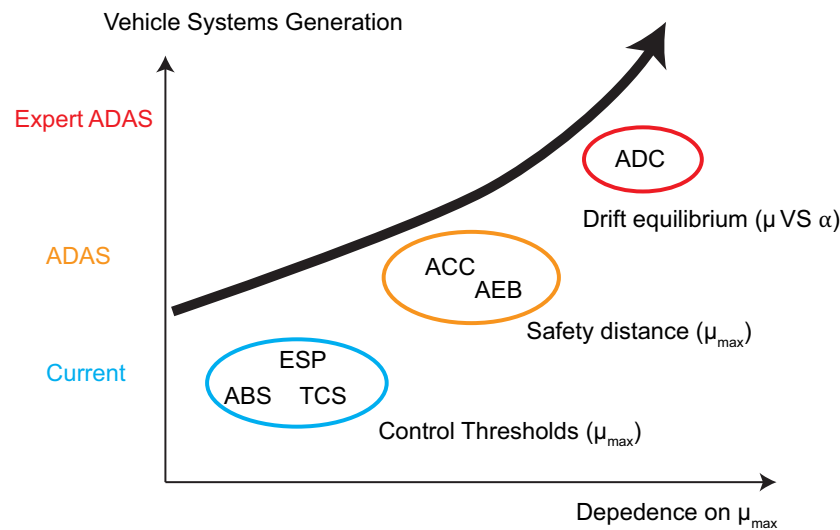 Vehicle Systems Generation
Expert ADAS
ADC
Drift equilibrium (μ VS α)
ADAS
ACC
AEB
Safety distance (μmax)
Current
ESP
ABS TCS
Control Thresholds (μmax)
Depedence on μmax